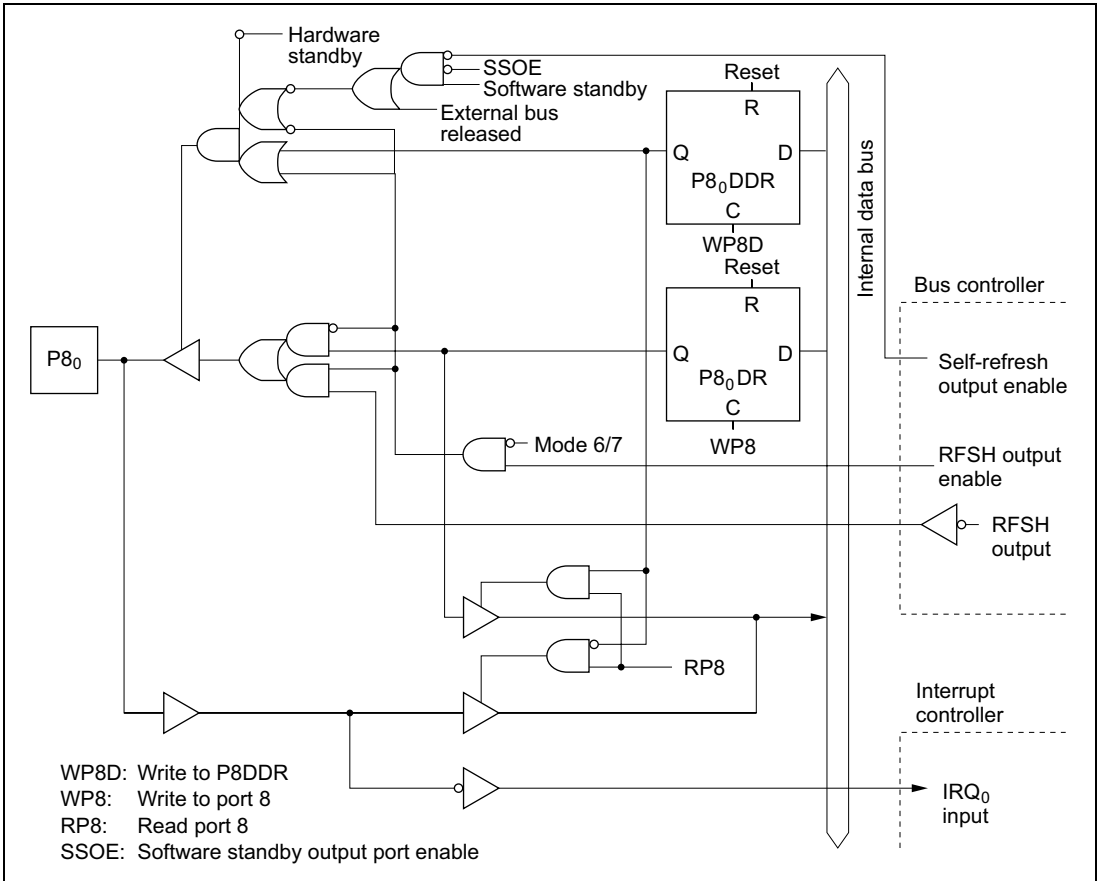 Hardware
standby
SSOE
Software standby
External bus
released
Reset
R
Q D
P8₀DDR
C
WP8D
Reset
R
Q D
P8₀DR
C
WP8
Internal data bus
Bus controller
Self-refresh
output enable
P8₀
Mode 6/7
RFSH output
enable
RFSH
output
RP8
Interrupt
controller
IRQ₀
input
WP8D: Write to P8DDR
WP8: Write to port 8
RP8: Read port 8
SSOE: Software standby output port enable